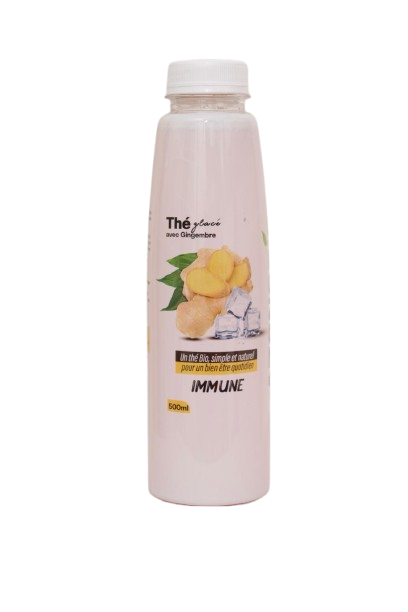 Thé glacé
avec Gingembre
Un thé Bio, simple et naturel
pour un bien être quotidien
IMMUNE
500ml